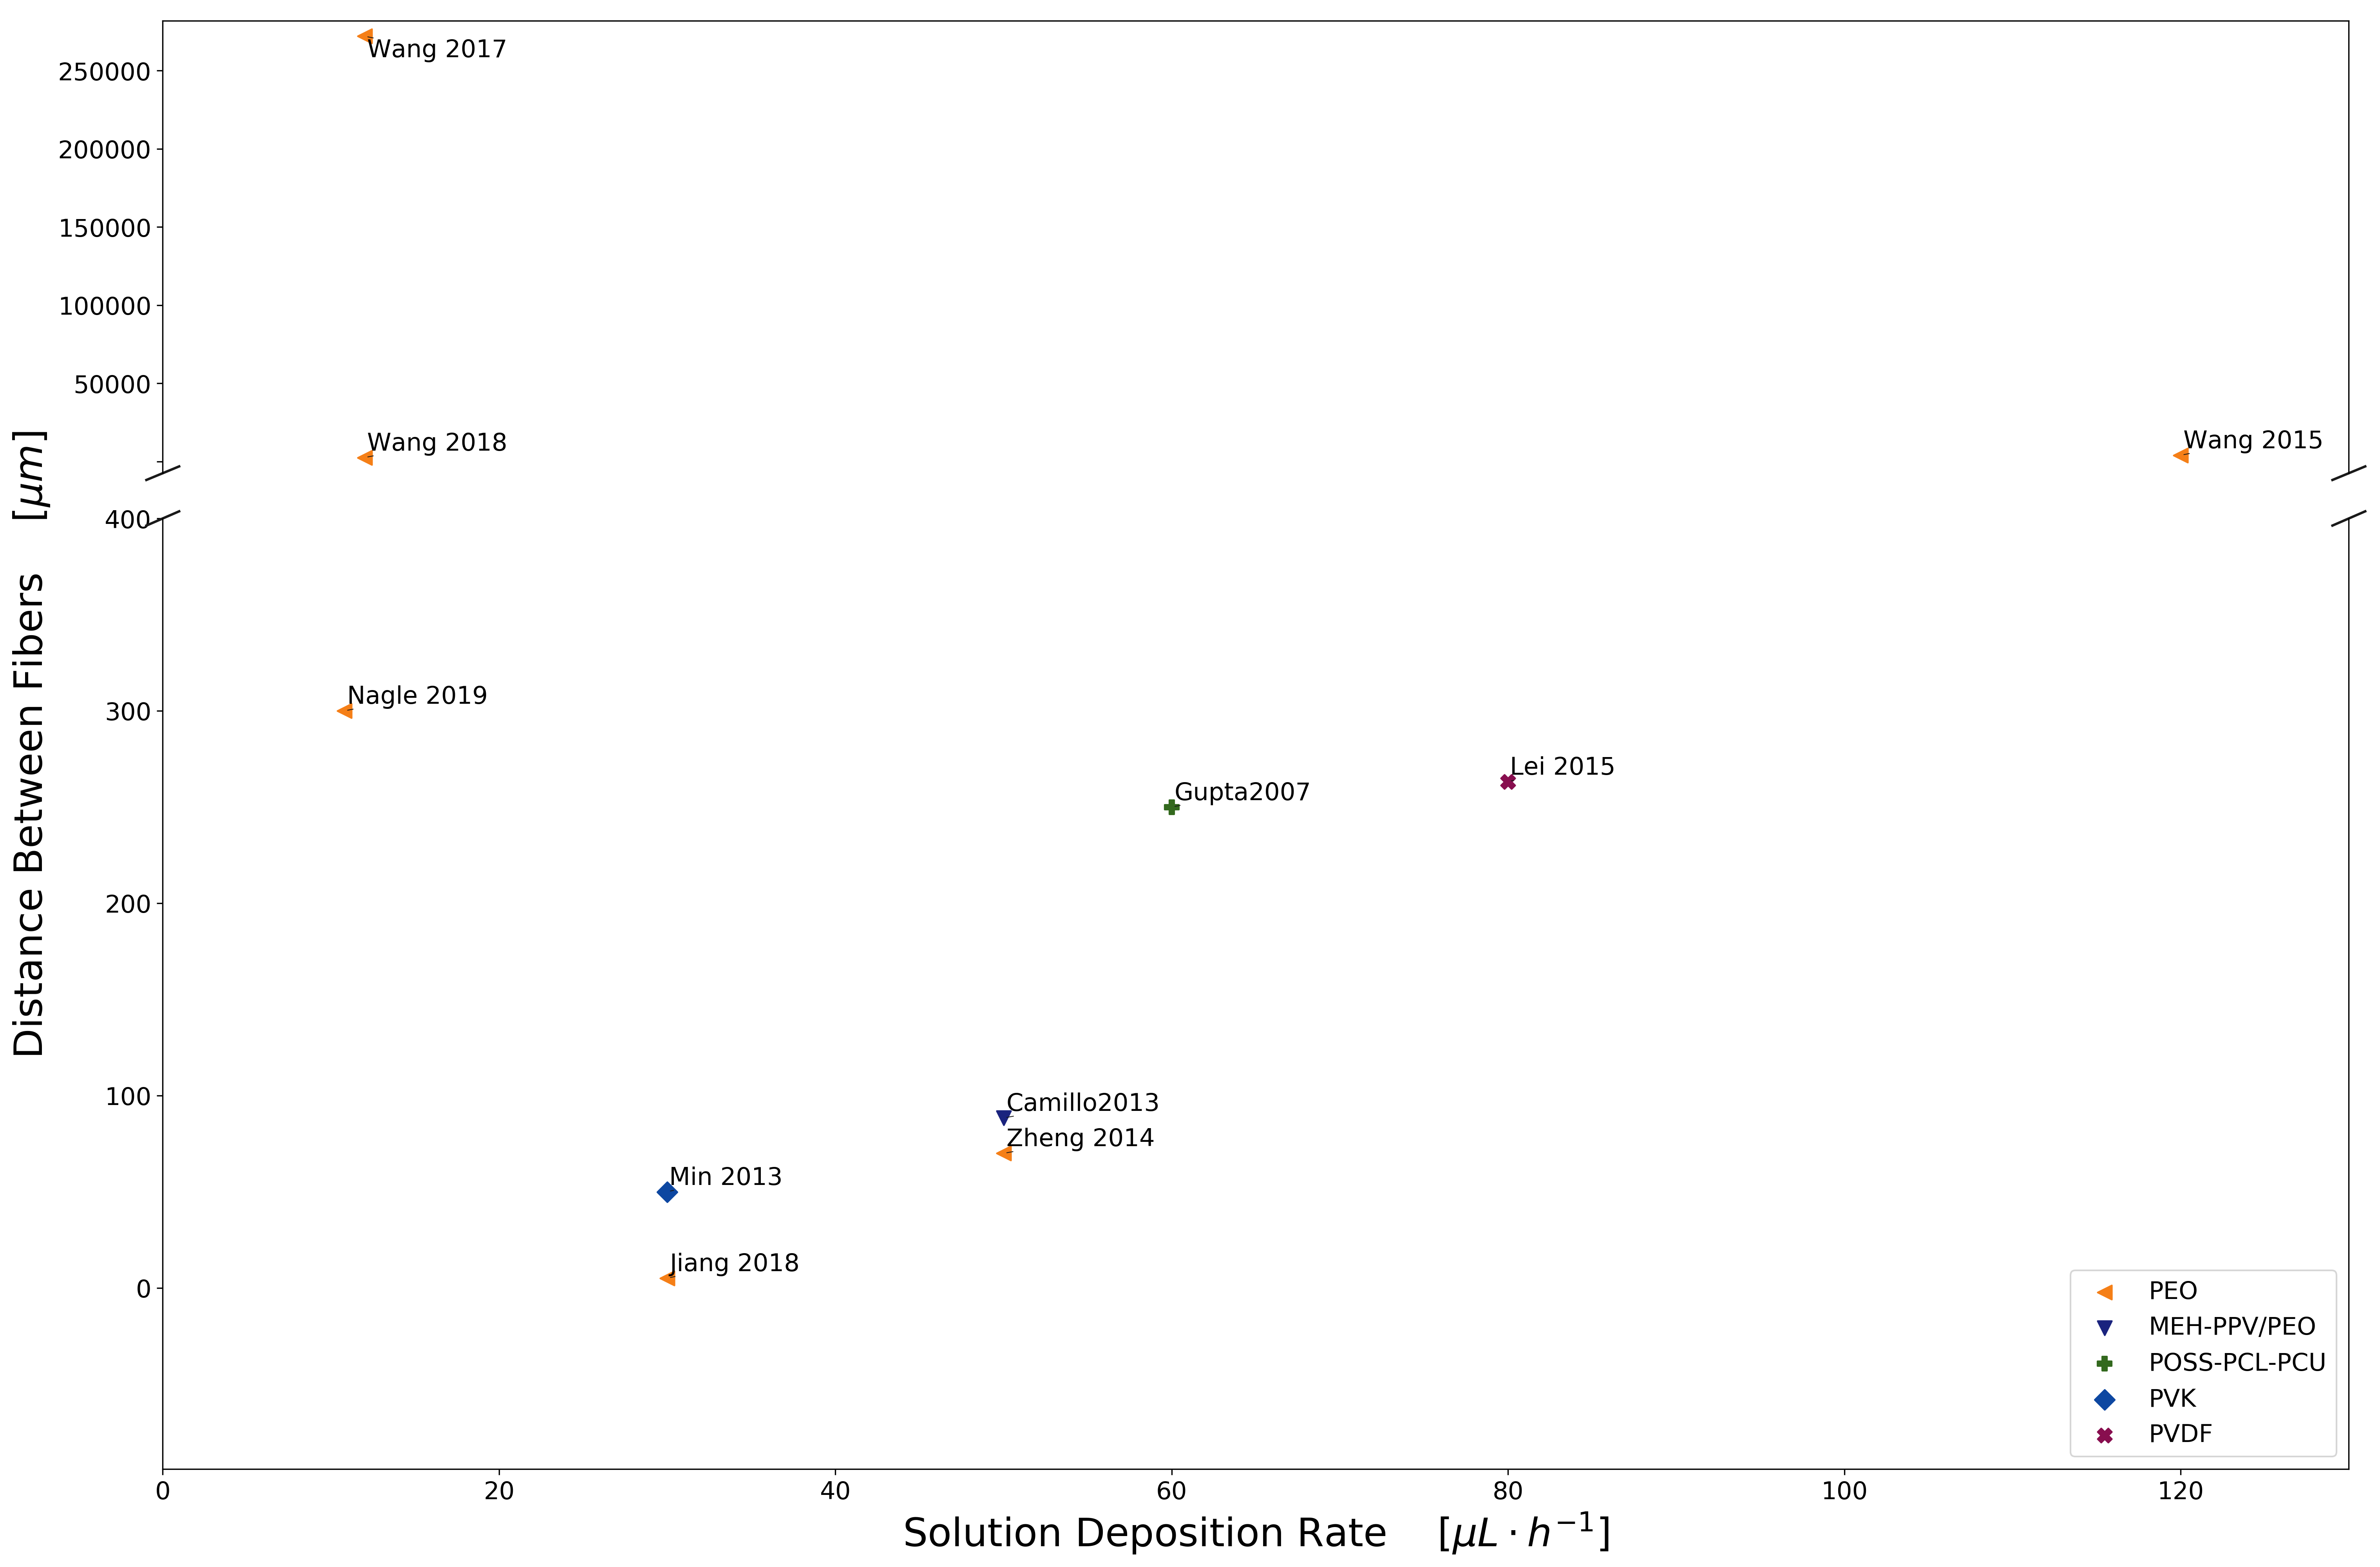 250000
200000
150000
100000
50000
400
300
200
100
0
Distance Between Fibers [μm]
Wang 2017
Wang 2018
Wang 2015
Nagle 2019
Lei 2015
Gupta2007
Camillo2013
Zheng 2014
Min 2013
Jiang 2018
PEO
MEH-PPV/PEO
POSS-PCL-PCU
PVK
PVDF
0 20 40 60 80 100 120
Solution Deposition Rate [μL · h⁻¹]